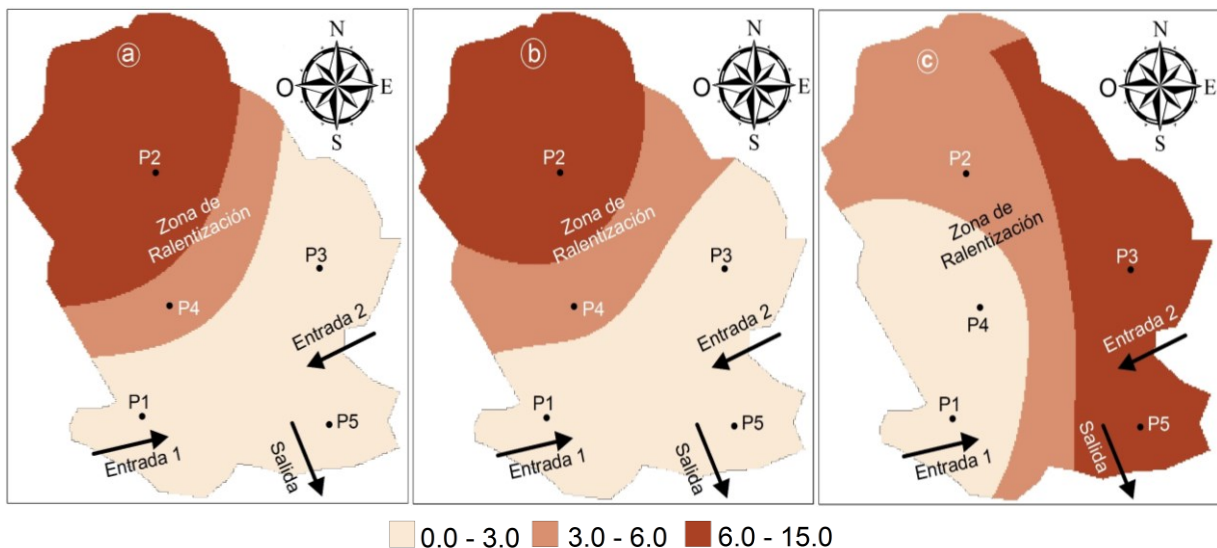 a
N
O
E
S
P2
Zona de
Ralentización
P3
P4
Entrada 2
P1
P5
Entrada 1
Salida
b
N
O
E
S
P2
Zona de
Ralentización
P3
P4
Entrada 2
P1
P5
Entrada 1
Salida
c
N
O
E
S
P2
Zona de
Ralentización
P3
P4
Entrada 2
P1
P5
Entrada 1
Salida
0.0 - 3.0 3.0 - 6.0 6.0 - 15.0